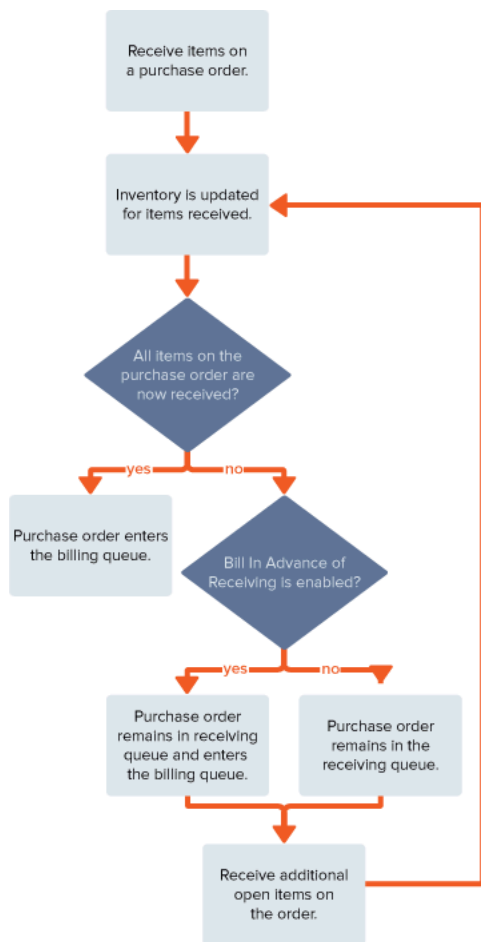 Receive items on
a purchase order.
Inventory is updated
for items received.
All items on the
purchase order are
now received?
yes
no
Purchase order enters
the billing queue.
Bill In Advance of
Receiving is enabled?
yes
no
Purchase order
remains in receiving
queue and enters
the billing queue.
Purchase order
remains in the
receiving queue.
Receive additional
open items on
the order.